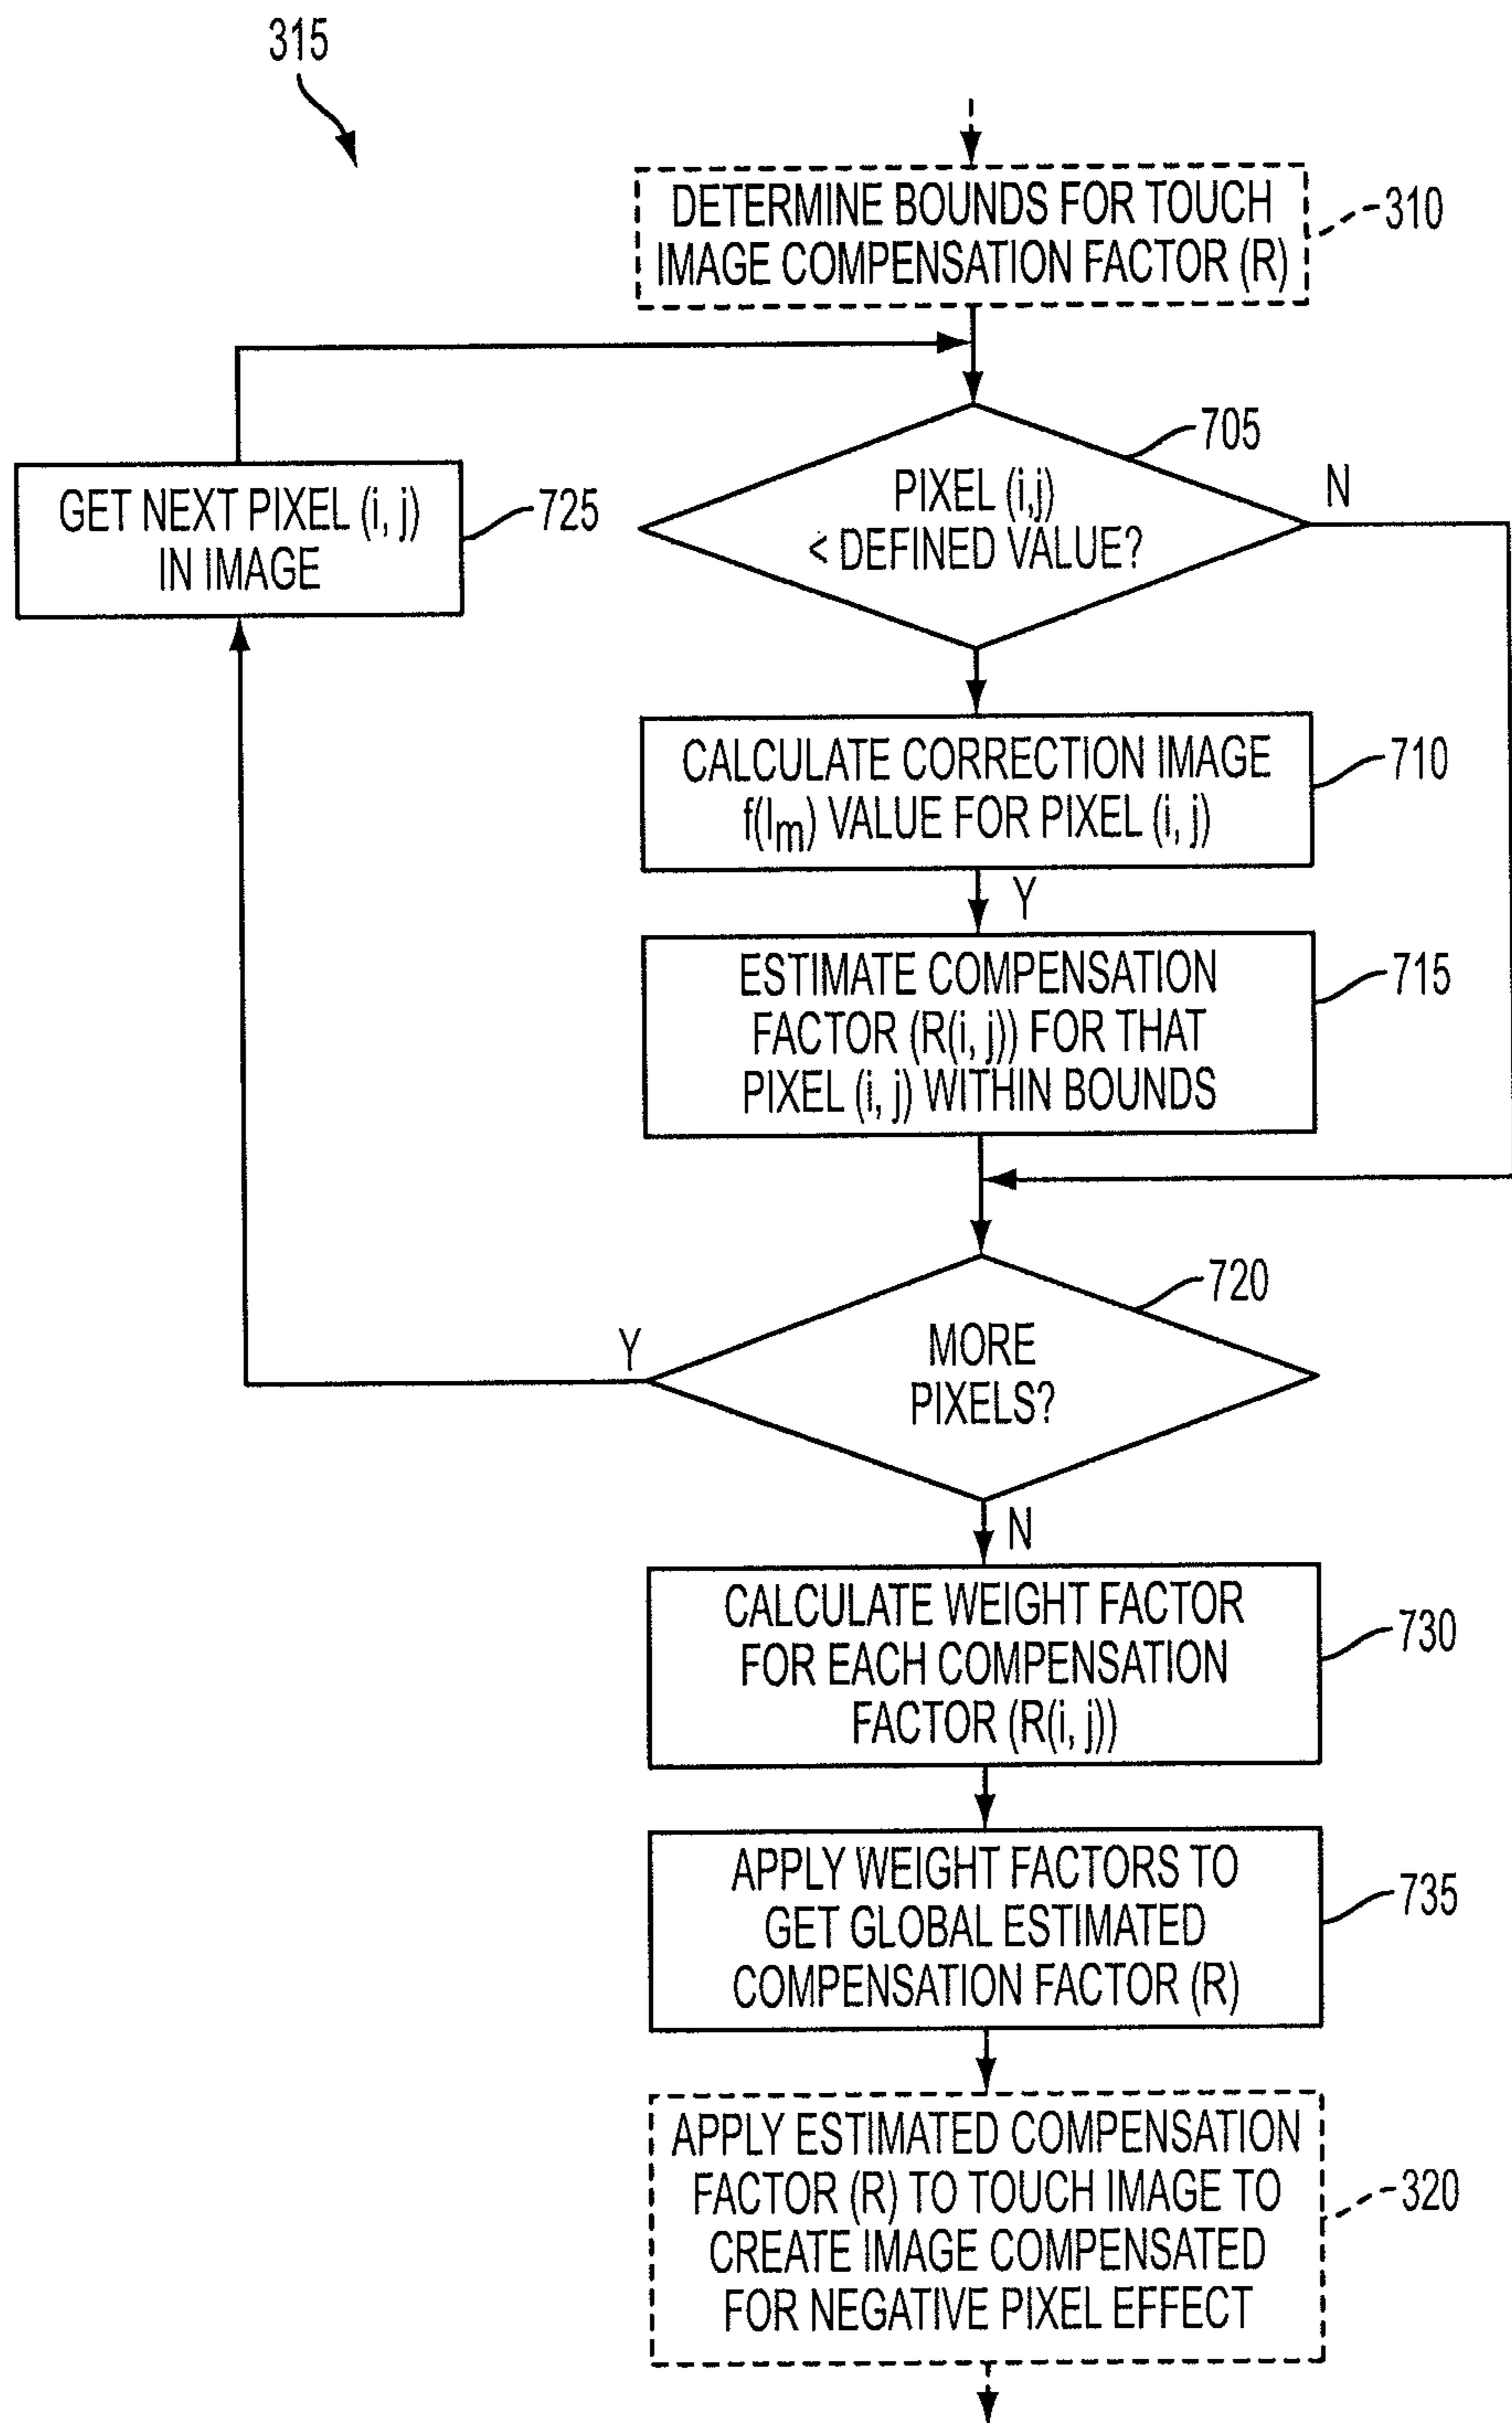 315
DETERMINE BOUNDS FOR TOUCH
IMAGE COMPENSATION FACTOR (R)
310
705
PIXEL (i,j)
< DEFINED VALUE?
N
GET NEXT PIXEL (i, j)
IN IMAGE
725
CALCULATE CORRECTION IMAGE
f(Im) VALUE FOR PIXEL (i, j)
710
Y
ESTIMATE COMPENSATION
FACTOR (R(i, j)) FOR THAT
PIXEL (i, j) WITHIN BOUNDS
715
720
MORE
PIXELS?
Y
N
CALCULATE WEIGHT FACTOR
FOR EACH COMPENSATION
FACTOR (R(i, j))
730
APPLY WEIGHT FACTORS TO
GET GLOBAL ESTIMATED
COMPENSATION FACTOR (R)
735
APPLY ESTIMATED COMPENSATION
FACTOR (R) TO TOUCH IMAGE TO
CREATE IMAGE COMPENSATED
FOR NEGATIVE PIXEL EFFECT
320